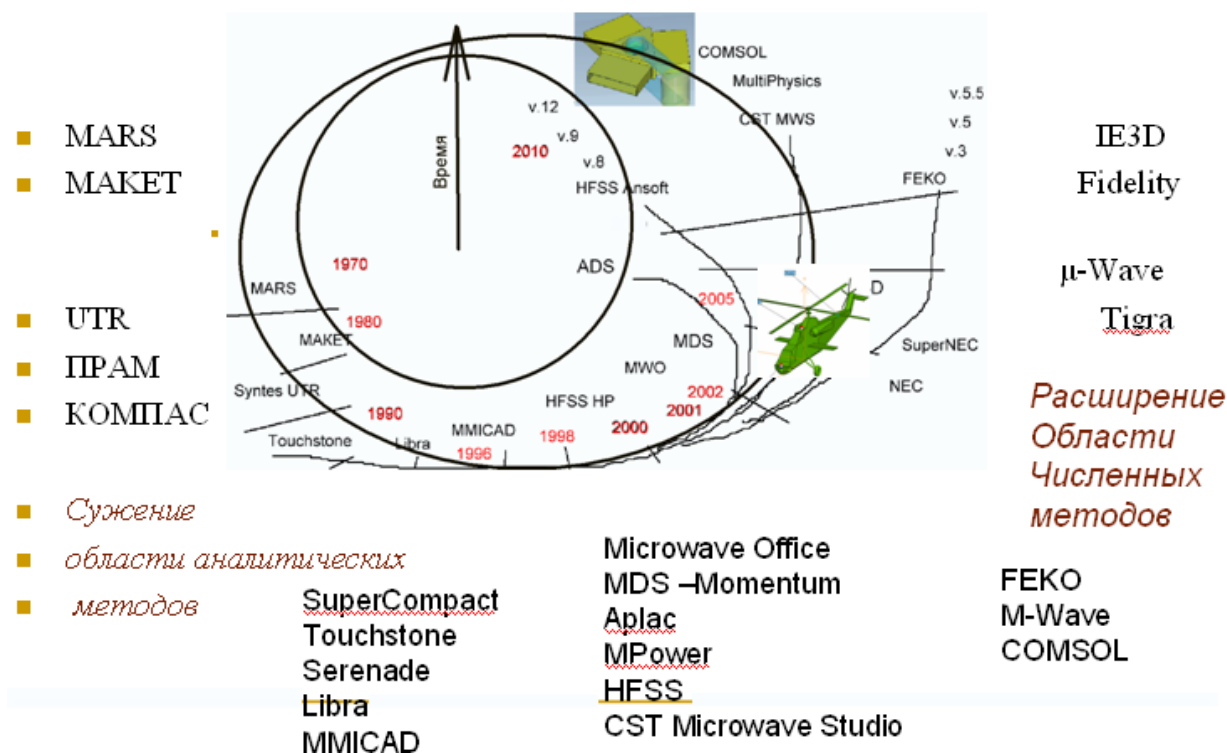 MARS
MAKET
UTR
ПРАМ
КОМПАС
Сужение
области аналитических
методов
COMSOL
MultiPhysics
CST MWS
v.5.5
v.5
v.3
v.12
v.9
v.8
2010
Время
HFSS Ansoft
FEKO
1970
ADS
MARS
2005
D
1980
MAKET
MDS
SuperNEC
MWO
NEC
Syntes UTR
2002
HFSS HP
2001
1990
2000
MMICAD
1998
Touchstone
Libra
1996
IE3D
Fidelity
μ-Wave
Tigra
Расширение
Области
Численных
методов
SuperCompact
Touchstone
Serenade
Libra
MMICAD
Microwave Office
MDS –Momentum
Aplac
MPower
HFSS
CST Microwave Studio
FEKO
M-Wave
COMSOL